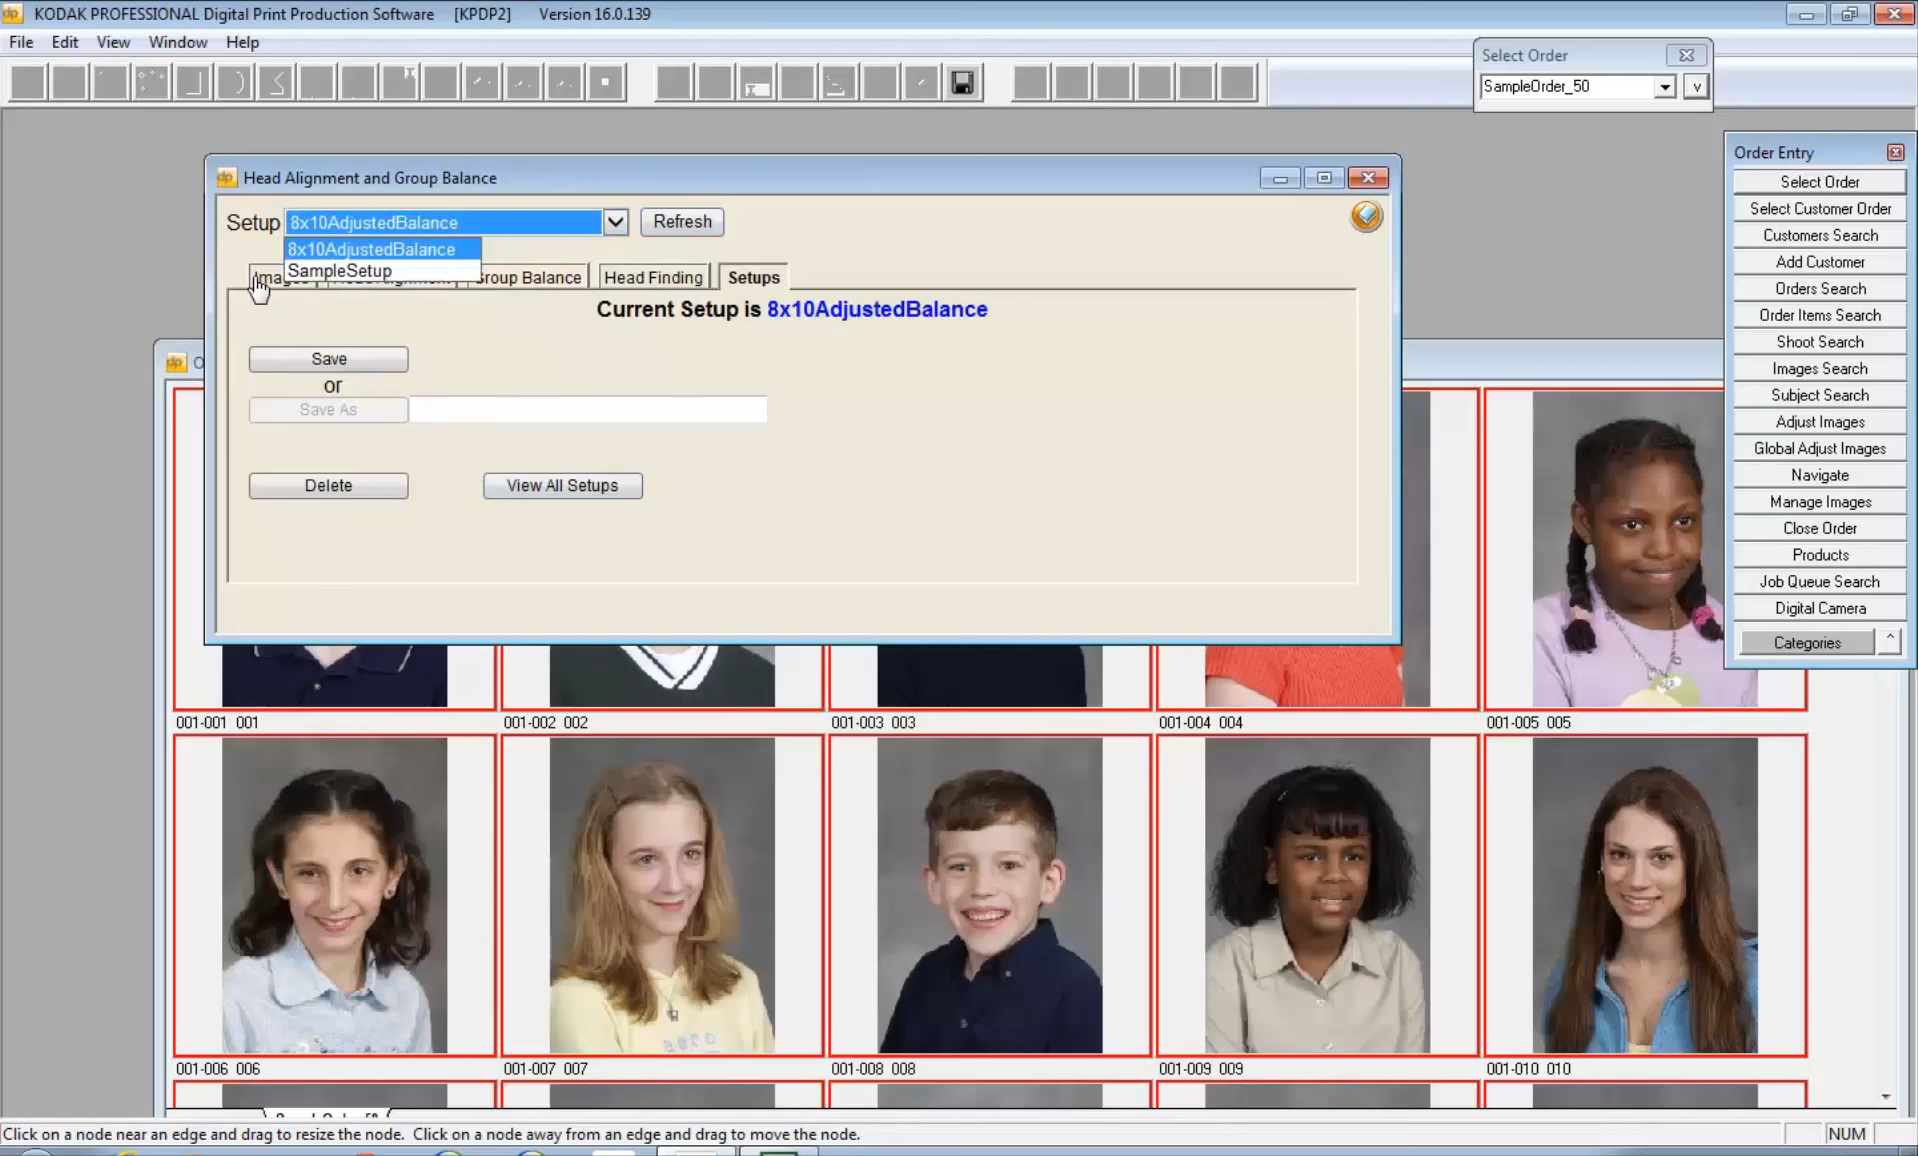 KODAK PROFESSIONAL Digital Print Production Software [KPDP2] Version 16.0.139
File Edit View Window Help
Select Order
SampleOrder_50
v
Head Alignment and Group Balance
Setup 8x10AdjustedBalance Refresh
8x10AdjustedBalance
SampleSetup
Group Balance Head Finding Setups
Current Setup is 8x10AdjustedBalance
Save
or
Save As
Delete View All Setups
Order Entry
Select Order
Select Customer Order
Customers Search
Add Customer
Orders Search
Order Items Search
Shoot Search
Images Search
Subject Search
Adjust Images
Global Adjust Images
Navigate
Manage Images
Close Order
Products
Job Queue Search
Digital Camera
Categories ^
001-001 001
001-002 002
001-003 003
001-004 004
001-005 005
001-006 006
001-007 007
001-008 008
001-009 009
001-010 010
Click on a node near an edge and drag to resize the node. Click on a node away from an edge and drag to move the node.
NUM